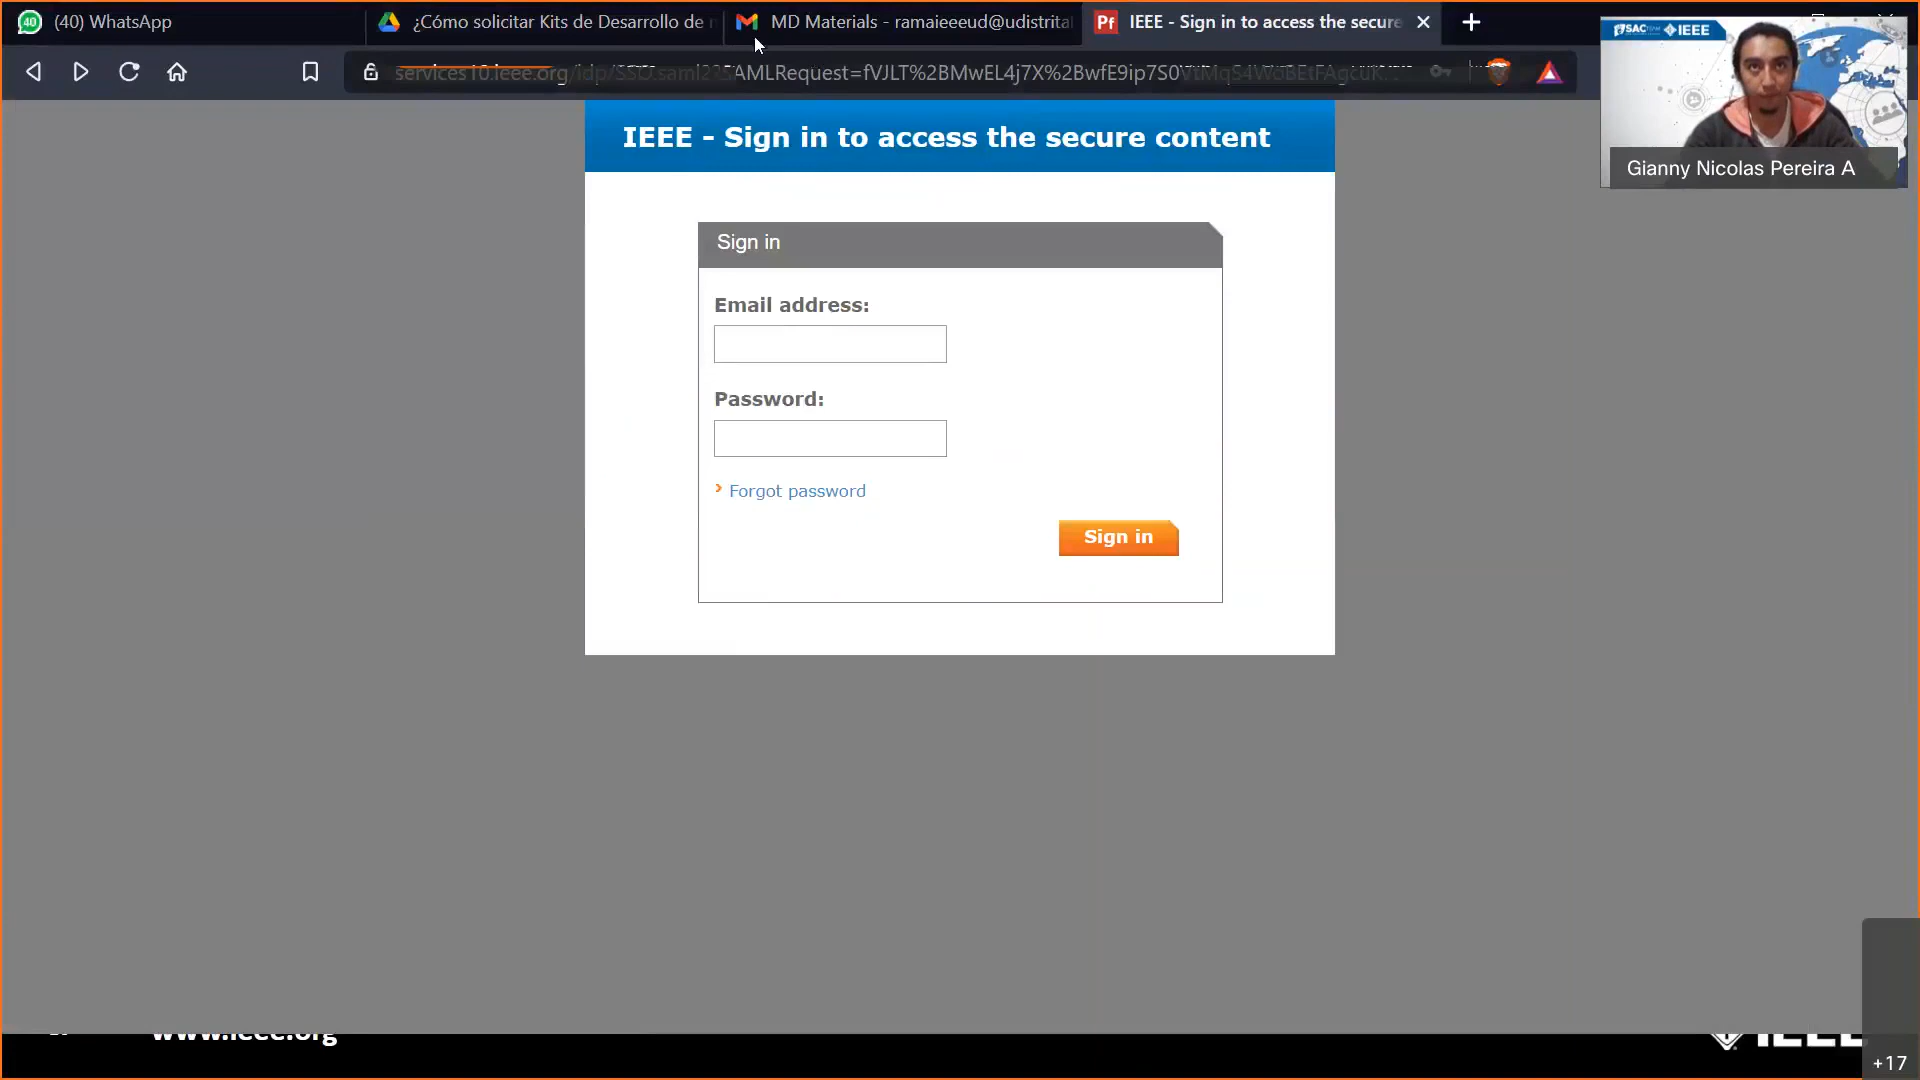 (40) WhatsApp
¿Cómo solicitar Kits de Desarrollo de
MD Materials - ramaieeeud@udistrital
Pf
IEEE - Sign in to access the secure
AMLRequest=fVJLT%2BMwEL4j7X%2BwfE9ip7S0
SAC IEEE
Gianny Nicolas Pereira A
IEEE - Sign in to access the secure content
Sign in
Email address:
Password:
Forgot password
Sign in
www.ieee.org
IEEE
+17